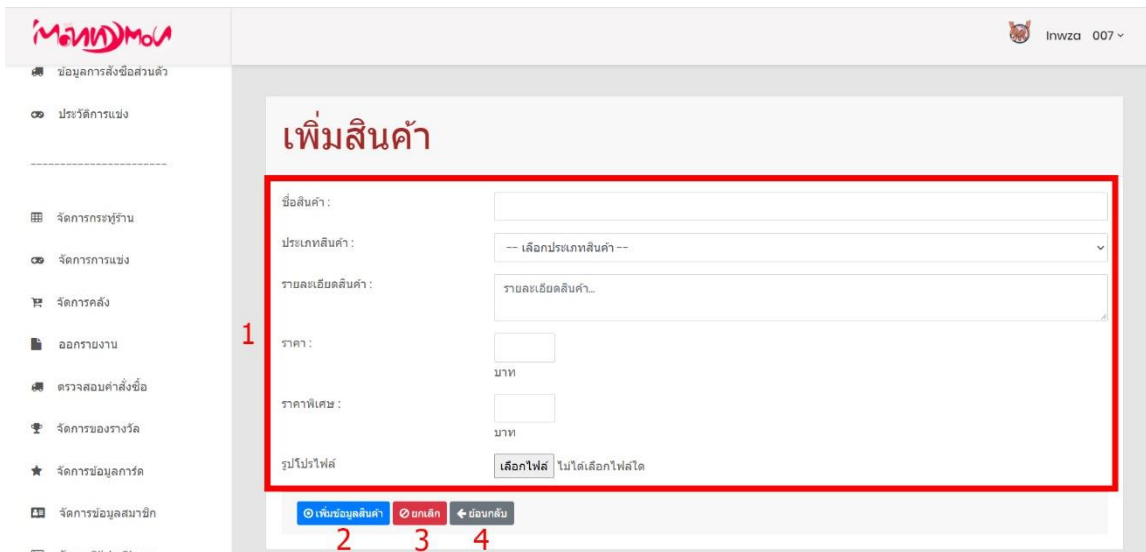 Inwza 007
ข้อมูลการสั่งซื้อส่วนตัว
ประวัติการแข่ง
-----------------------
จัดการกระทู้ร้าน
จัดการการแข่ง
จัดการคลัง
ออกรายงาน
ตรวจสอบคำสั่งซื้อ
จัดการของรางวัล
จัดการข้อมูลการ์ด
จัดการข้อมูลสมาชิก
เพิ่มสินค้า
1
ชื่อสินค้า :
ประเภทสินค้า :
-- เลือกประเภทสินค้า --
รายละเอียดสินค้า :
รายละเอียดสินค้า...
ราคา :
บาท
ราคาพิเศษ :
บาท
รูปโปรไฟล์
เลือกไฟล์ ไม่ได้เลือกไฟล์ใด
เพิ่มข้อมูลสินค้า ยกเลิก ย้อนกลับ
2 3 4